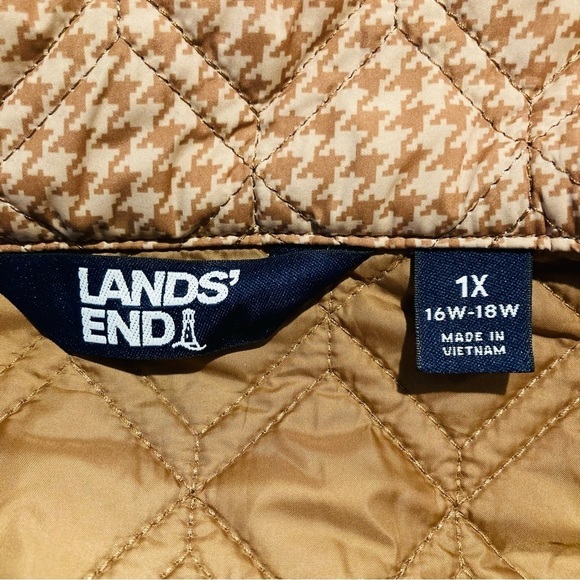 LANDS'
END
1X
16W-18W
MADE IN
VIETNAM